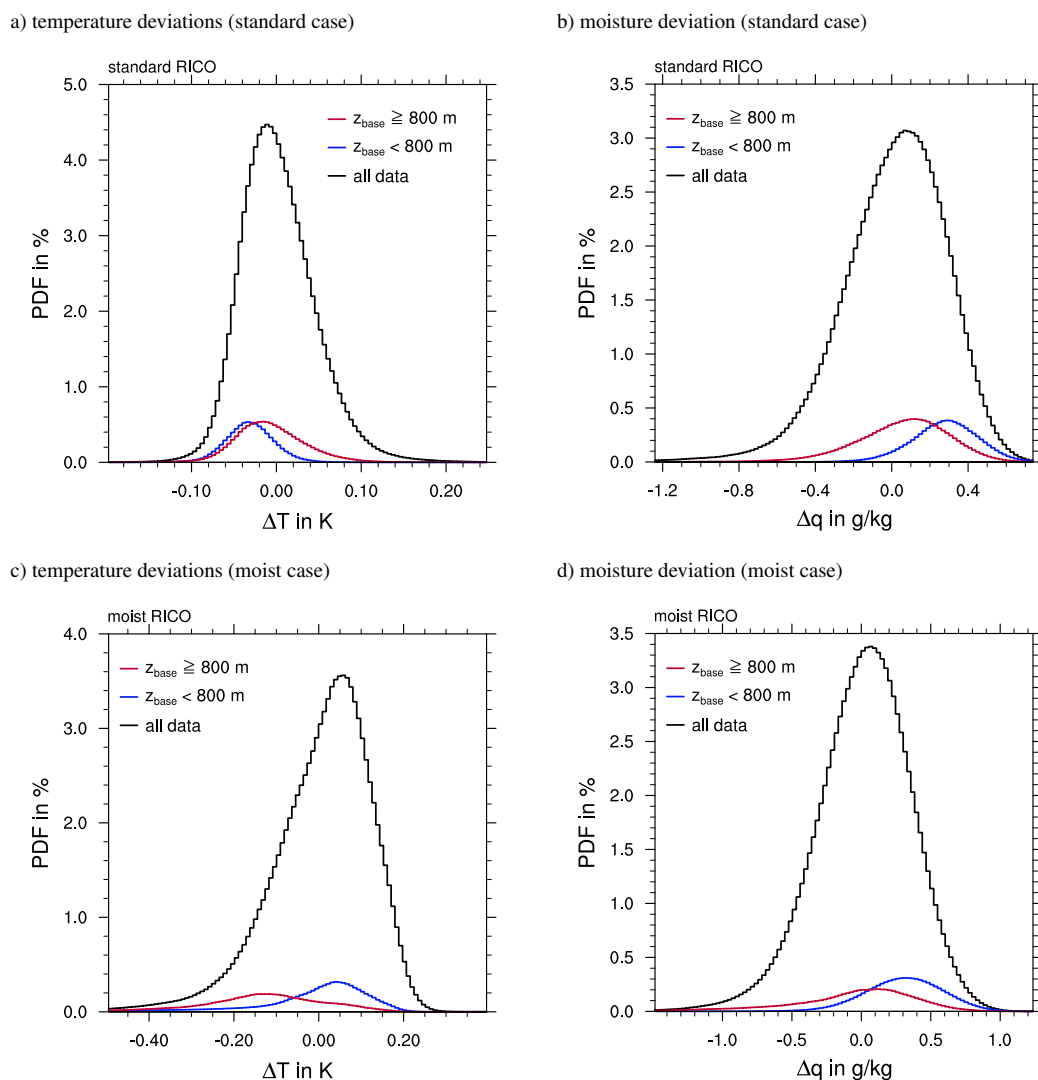 a) temperature deviations (standard case)
standard RICO
5.0
4.0
3.0
2.0
1.0
0.0
PDF in %
z_base ≧ 800 m
z_base < 800 m
all data
-0.10
0.00
0.10
0.20
ΔT in K
b) moisture deviation (standard case)
standard RICO
3.5
3.0
2.5
2.0
1.5
1.0
0.5
0.0
PDF in %
z_base ≧ 800 m
z_base < 800 m
all data
-1.2
-0.8
-0.4
0.0
0.4
Δq in g/kg
c) temperature deviations (moist case)
moist RICO
4.0
3.0
2.0
1.0
0.0
PDF in %
z_base ≧ 800 m
z_base < 800 m
all data
-0.40
-0.20
0.00
0.20
ΔT in K
d) moisture deviation (moist case)
moist RICO
3.5
3.0
2.5
2.0
1.5
1.0
0.5
0.0
PDF in %
z_base ≧ 800 m
z_base < 800 m
all data
-1.0
-0.5
0.0
0.5
1.0
Δq in g/kg